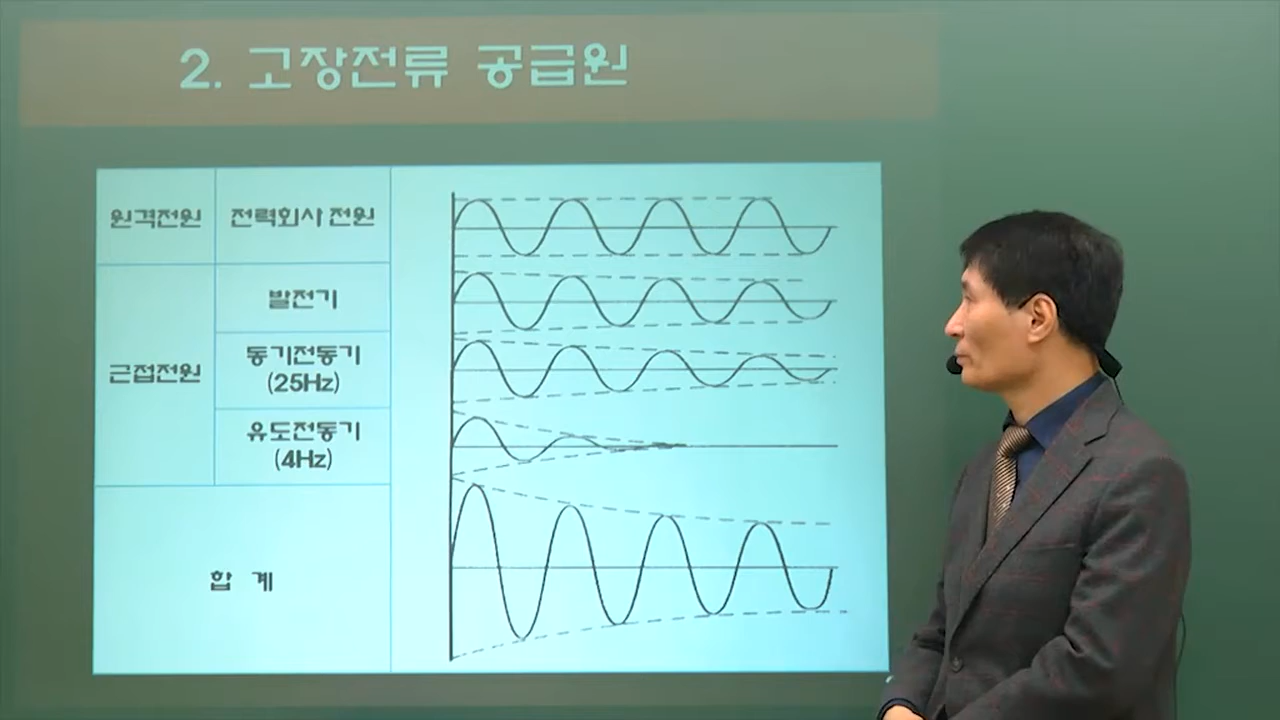 2. 고장전류 공급원
원격전원
전력회사 전원
발전기
근접전원
동기전동기
(25Hz)
유도전동기
(4Hz)
합 계